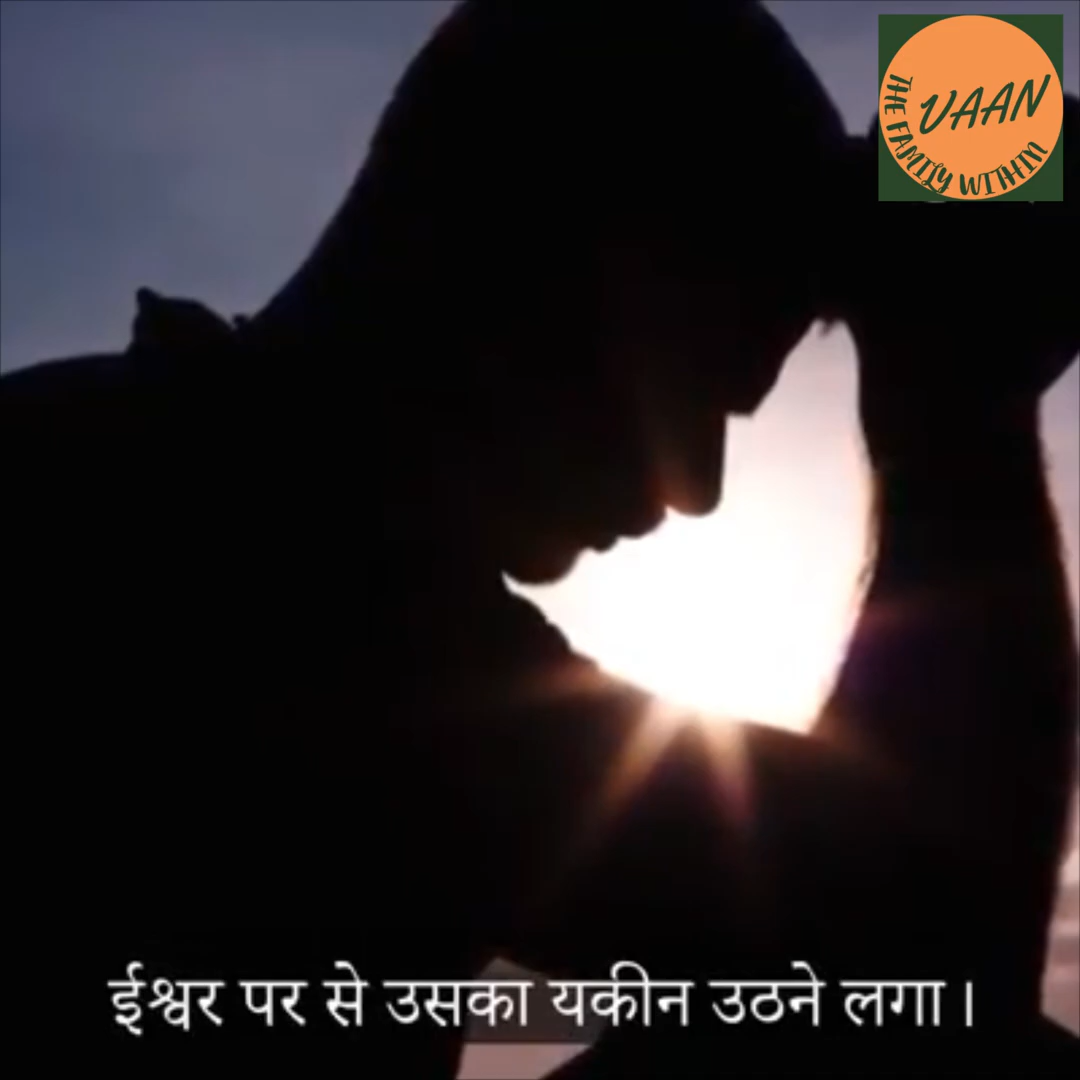 VAAN
THE FAMILY WITHIN
ईश्वर पर से उसका यकीन उठने लगा।